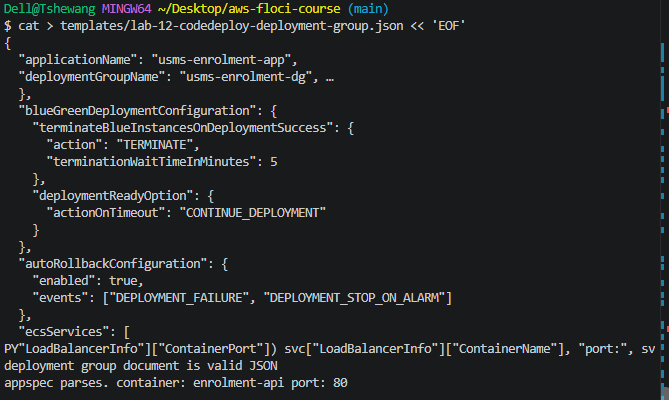 Dell@Tshewang MINGW64 ~/Desktop/aws-floci-course (main)
$ cat > templates/lab-12-codedeploy-deployment-group.json << 'EOF'
{
  "applicationName": "usms-enrolment-app",
  "deploymentGroupName": "usms-enrolment-dg", …
  },
  "blueGreenDeploymentConfiguration": {
    "terminateBlueInstancesOnDeploymentSuccess": {
      "action": "TERMINATE",
      "terminationWaitTimeInMinutes": 5
    },
    "deploymentReadyOption": {
      "actionOnTimeout": "CONTINUE_DEPLOYMENT"
    }
  },
  "autoRollbackConfiguration": {
    "enabled": true,
    "events": ["DEPLOYMENT_FAILURE", "DEPLOYMENT_STOP_ON_ALARM"]
  },
  "ecsServices": [
PY"LoadBalancerInfo"]["ContainerPort"]) svc["LoadBalancerInfo"]["ContainerName"], "port:", sv
deployment group document is valid JSON
appspec parses. container: enrolment-api port: 80